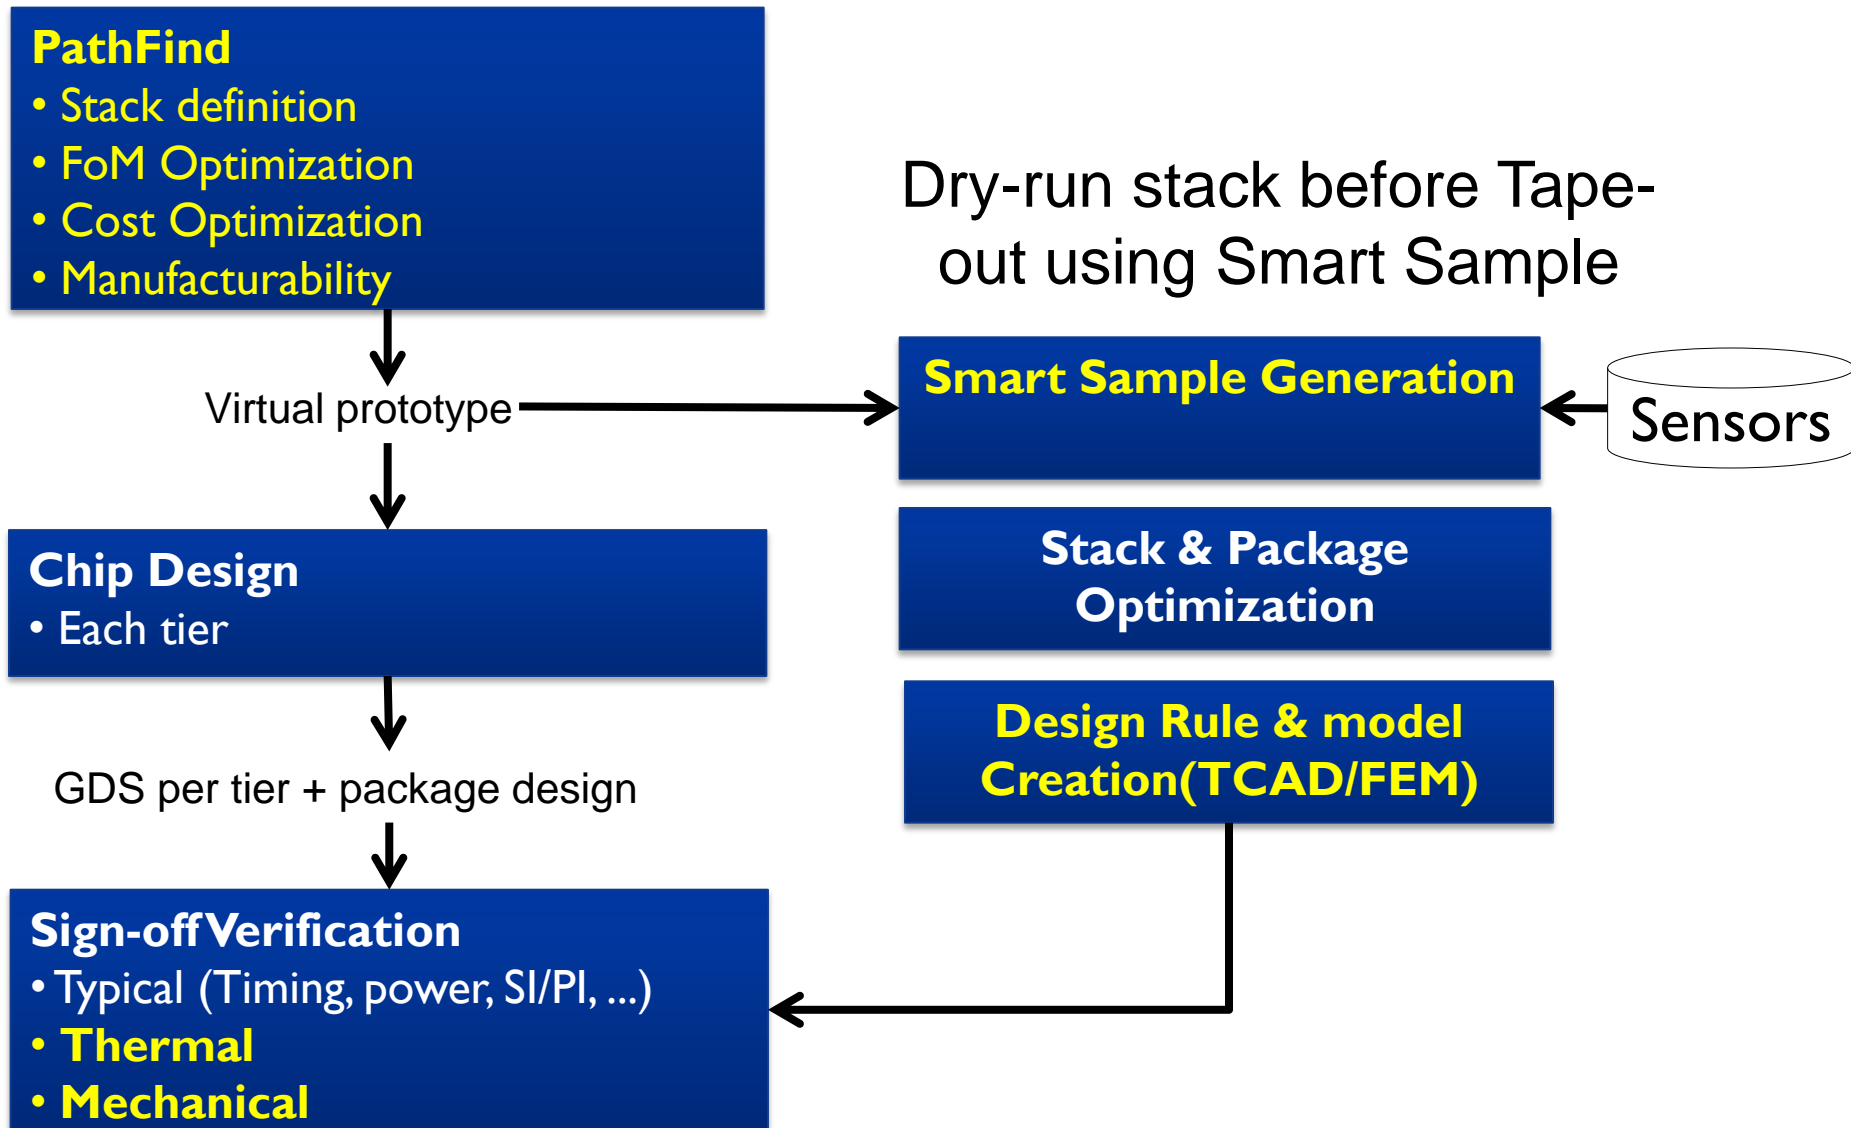 PathFind
• Stack definition
• FoM Optimization
• Cost Optimization
• Manufacturability
Dry-run stack before Tape-
out using Smart Sample
Virtual prototype
Smart Sample Generation
Sensors
Chip Design
• Each tier
Stack & Package
Optimization
Design Rule & model
Creation(TCAD/FEM)
GDS per tier + package design
Sign-off Verification
• Typical (Timing, power, SI/PI, ...)
• Thermal
• Mechanical